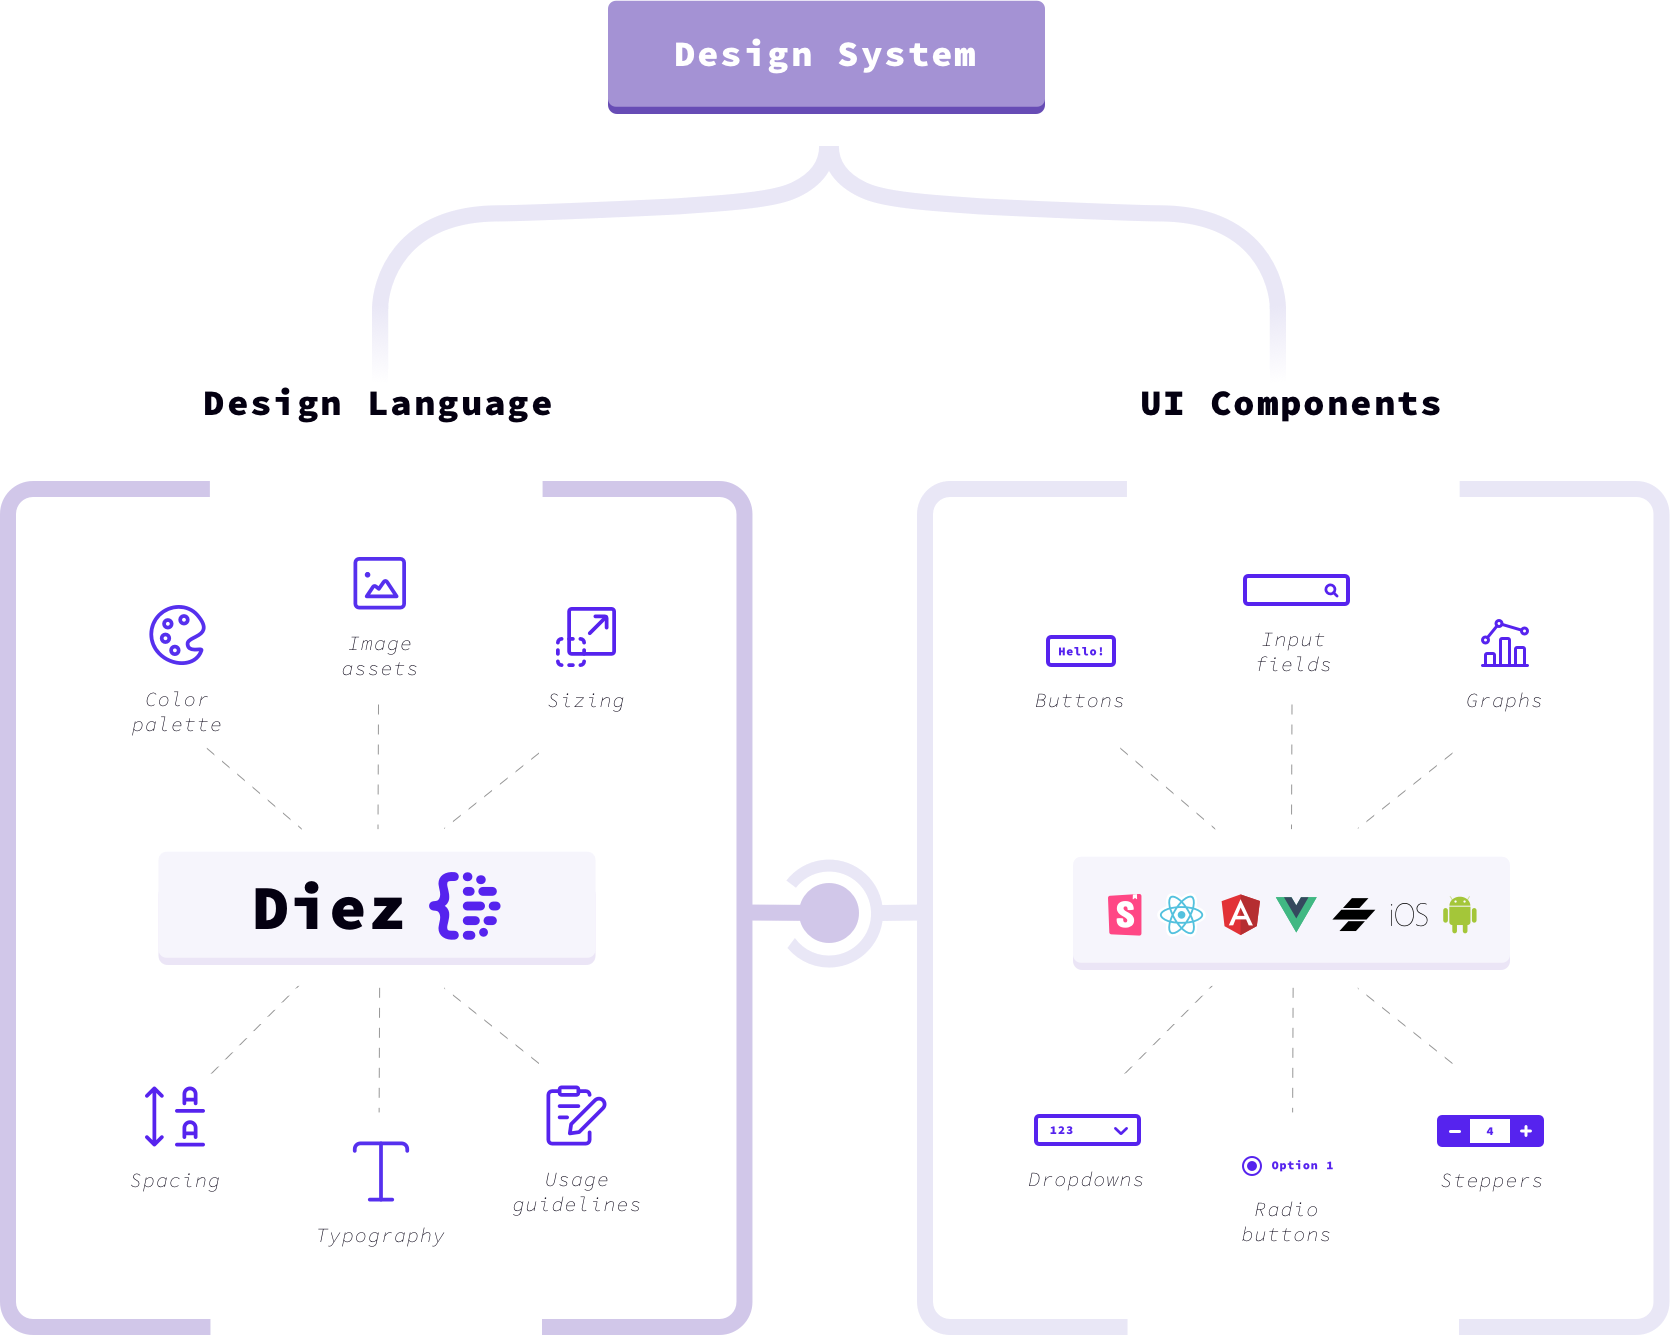 Design System
Design Language
UI Components
Image
assets
Color
palette
Sizing
Diez
Spacing
Typography
Usage
guidelines
Hello!
Buttons
Input
fields
Graphs
S
A
iOS
123
Dropdowns
Option 1
Radio
buttons
4
Steppers